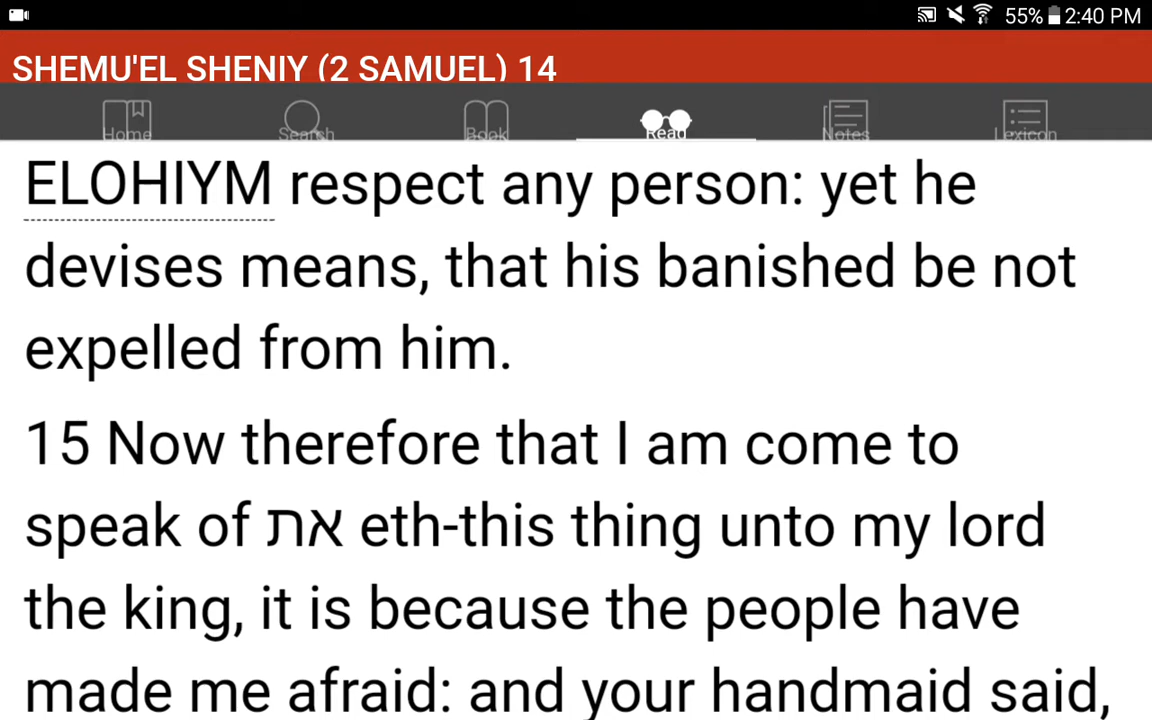 55% 2:40 PM
SHEMU'EL SHENIY (2 SAMUEL) 14
Home Search Book Read Notes Lexicon
ELOHIYM respect any person: yet he
devises means, that his banished be not
expelled from him.
15 Now therefore that I am come to
speak of את eth-this thing unto my lord
the king, it is because the people have
made me afraid: and your handmaid said,